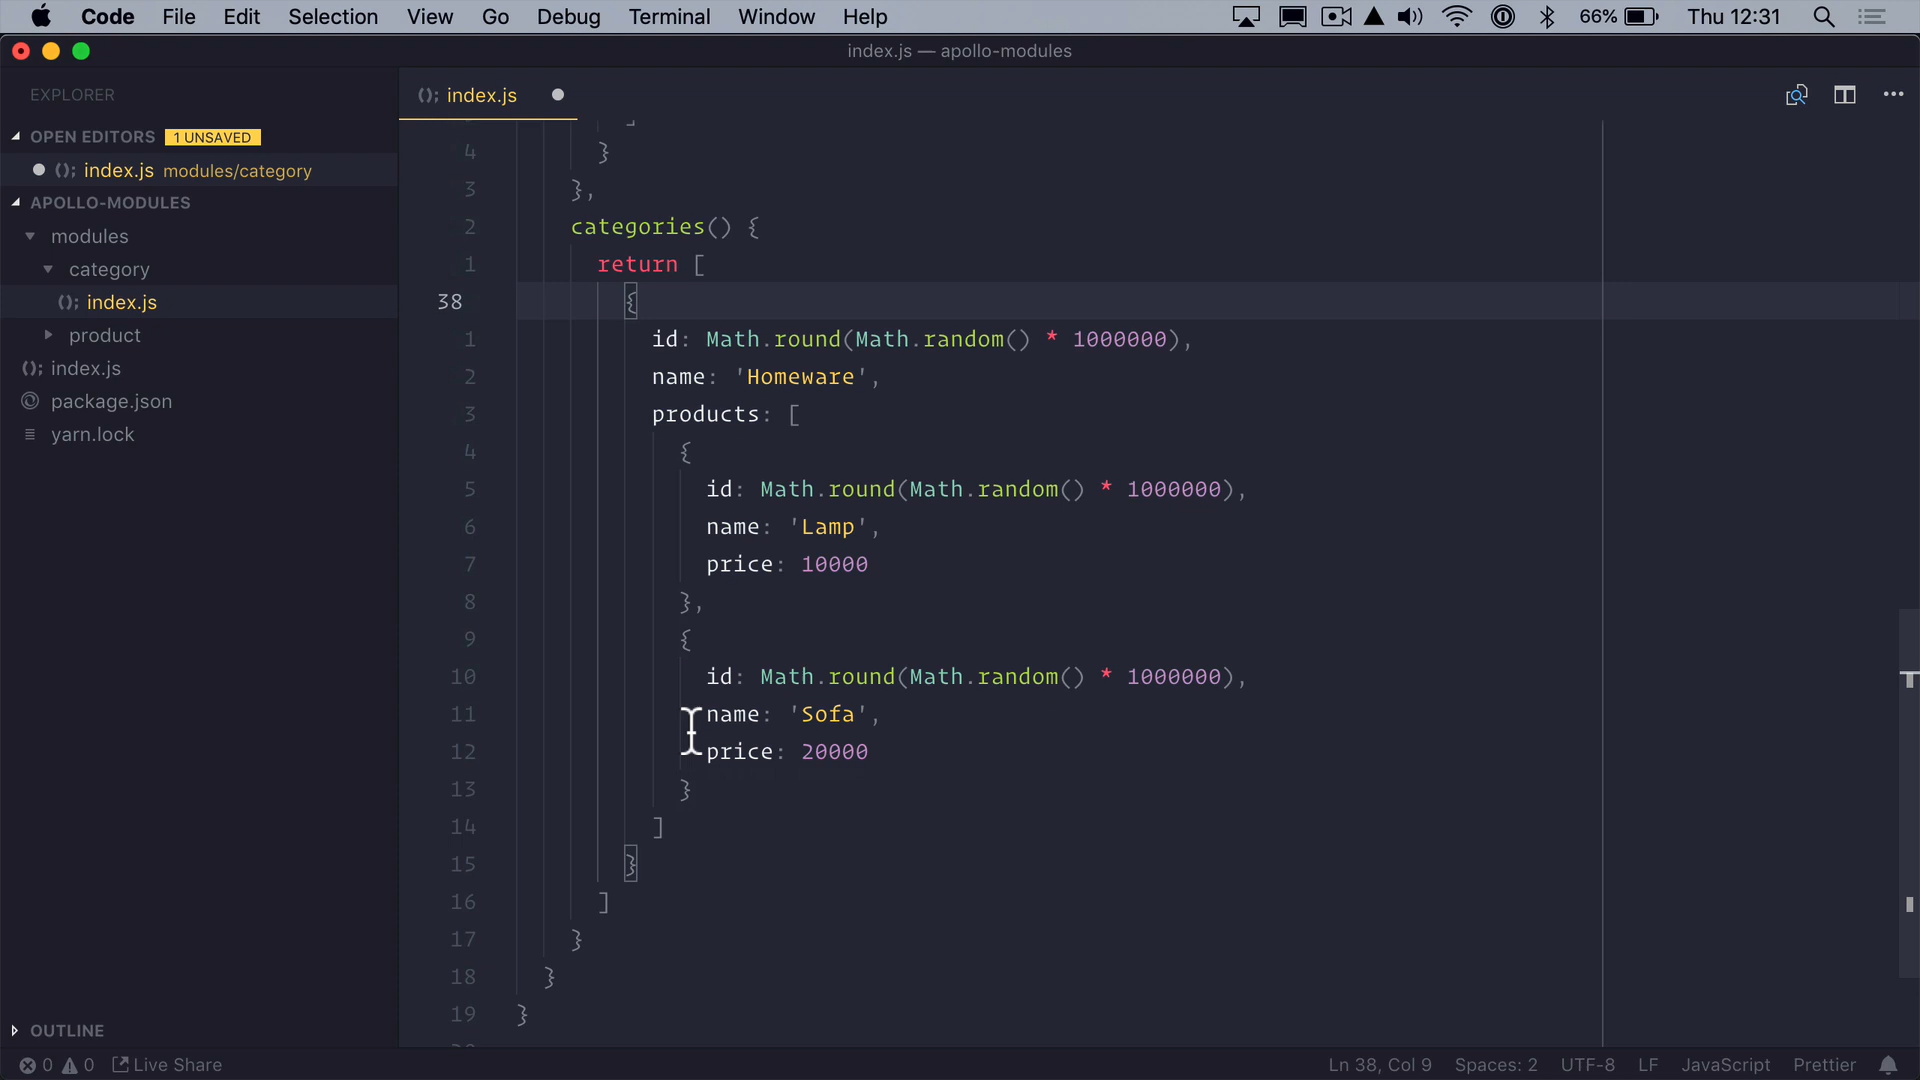 Code File Edit Selection View Go Debug Terminal Window Help 66% Thu 12:31
index.js — apollo-modules
EXPLORER
OPEN EDITORS 1 UNSAVED
index.js modules/category
APOLLO-MODULES
modules
category
index.js
product
index.js
package.json
yarn.lock
OUTLINE
index.js
]
4 }
3 },
2 categories() {
1 return [
38 {
1 id: Math.round(Math.random() * 1000000),
2 name: 'Homeware',
3 products: [
4 {
5 id: Math.round(Math.random() * 1000000),
6 name: 'Lamp',
7 price: 10000
8 },
9 {
10 id: Math.round(Math.random() * 1000000),
11 name: 'Sofa',
12 price: 20000
13 }
14 ]
15 }
16 ]
17 }
18 }
19 }
0 0 Live Share Ln 38, Col 9 Spaces: 2 UTF-8 LF JavaScript Prettier